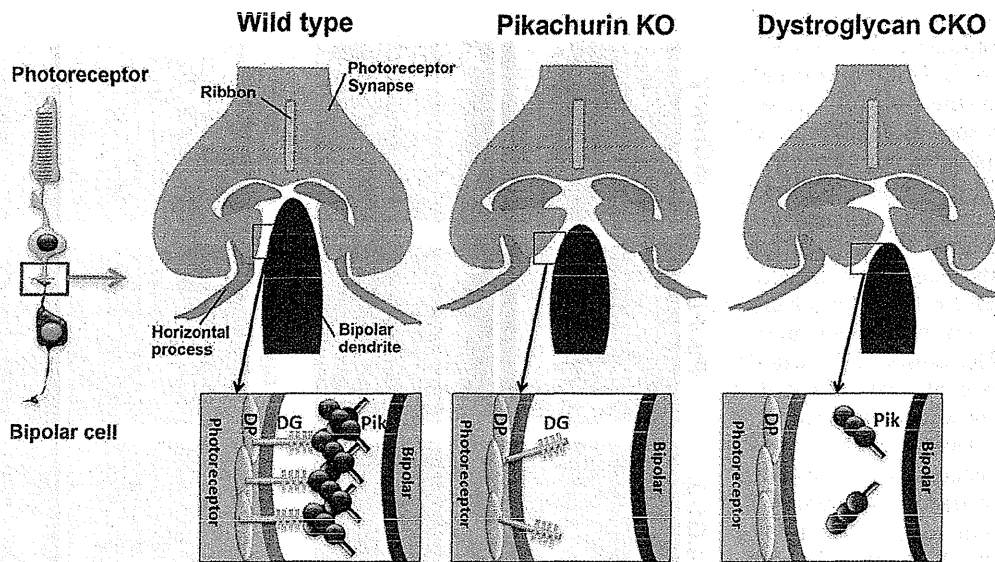 Wild type
Pikachurin KO
Dystroglycan CKO
Photoreceptor
Photoreceptor
Synapse
Ribbon
Horizontal
process
Bipolar
dendrite
Bipolar cell
Photoreceptor
DP
DG
Pik
Bipolar
Photoreceptor
DP
DG
Bipolar
Photoreceptor
DP
Pik
Bipolar